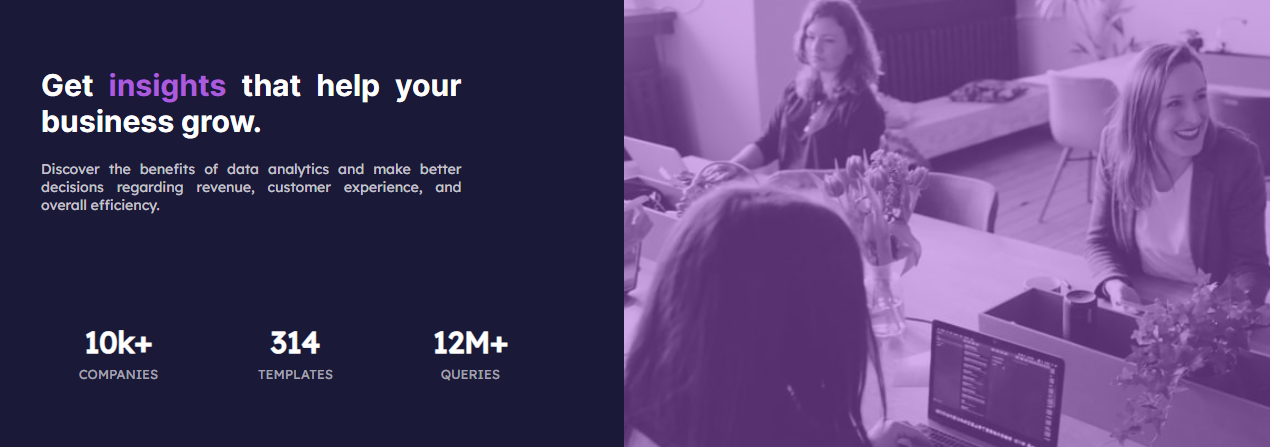 Get insights that help your
business grow.
Discover the benefits of data analytics and make better
decisions regarding revenue, customer experience, and
overall efficiency.
10k+ 314 12M+
COMPANIES TEMPLATES QUERIES